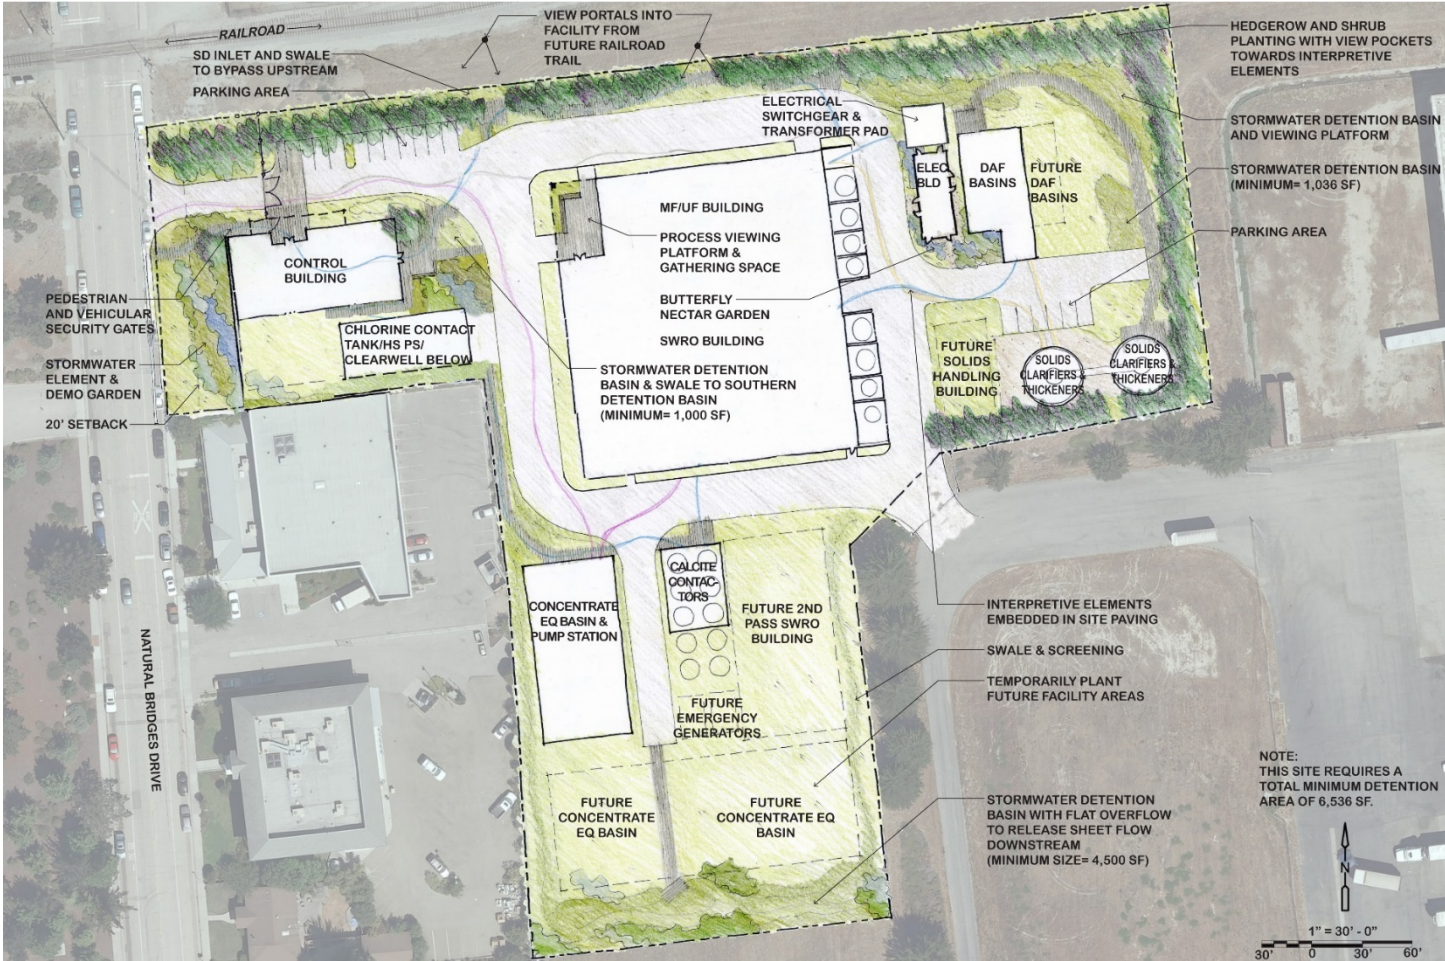 RAILROAD
SD INLET AND SWALE
TO BYPASS UPSTREAM
PARKING AREA
VIEW PORTALS INTO
FACILITY FROM
FUTURE RAILROAD
TRAIL
HEDGEROW AND SHRUB
PLANTING WITH VIEW POCKETS
TOWARDS INTERPRETIVE
ELEMENTS
ELECTRICAL
SWITCHGEAR &
TRANSFORMER PAD
STORMWATER DETENTION BASIN
AND VIEWING PLATFORM
STORMWATER DETENTION BASIN
(MINIMUM= 1,036 SF)
PARKING AREA
ELEC
BLD
DAF
BASINS
FUTURE
DAF
BASINS
MF/UF BUILDING
PROCESS VIEWING
PLATFORM &
GATHERING SPACE
BUTTERFLY
NECTAR GARDEN
SWRO BUILDING
STORMWATER DETENTION
BASIN & SWALE TO SOUTHERN
DETENTION BASIN
(MINIMUM= 1,000 SF)
CONTROL
BUILDING
PEDESTRIAN
AND VEHICULAR
SECURITY GATES
STORMWATER
ELEMENT &
DEMO GARDEN
20' SETBACK
CHLORINE CONTACT
TANK/HS PS/
CLEARWELL BELOW
FUTURE
SOLIDS
HANDLING
BUILDING
SOLIDS
CLARIFIERS &
THICKENERS
SOLIDS
CLARIFIERS &
THICKENERS
CALCITE
CONTAC-
TORS
CONCENTRATE
EQ BASIN &
PUMP STATION
FUTURE 2ND
PASS SWRO
BUILDING
INTERPRETIVE ELEMENTS
EMBEDDED IN SITE PAVING
SWALE & SCREENING
TEMPORARILY PLANT
FUTURE FACILITY AREAS
FUTURE
EMERGENCY
GENERATORS
NATURAL BRIDGES DRIVE
FUTURE
CONCENTRATE
EQ BASIN
FUTURE
CONCENTRATE EQ
BASIN
STORMWATER DETENTION
BASIN WITH FLAT OVERFLOW
TO RELEASE SHEET FLOW
DOWNSTREAM
(MINIMUM SIZE= 4,500 SF)
NOTE:
THIS SITE REQUIRES A
TOTAL MINIMUM DETENTION
AREA OF 6,536 SF.
N
1" = 30' - 0"
30' 0 30' 60'